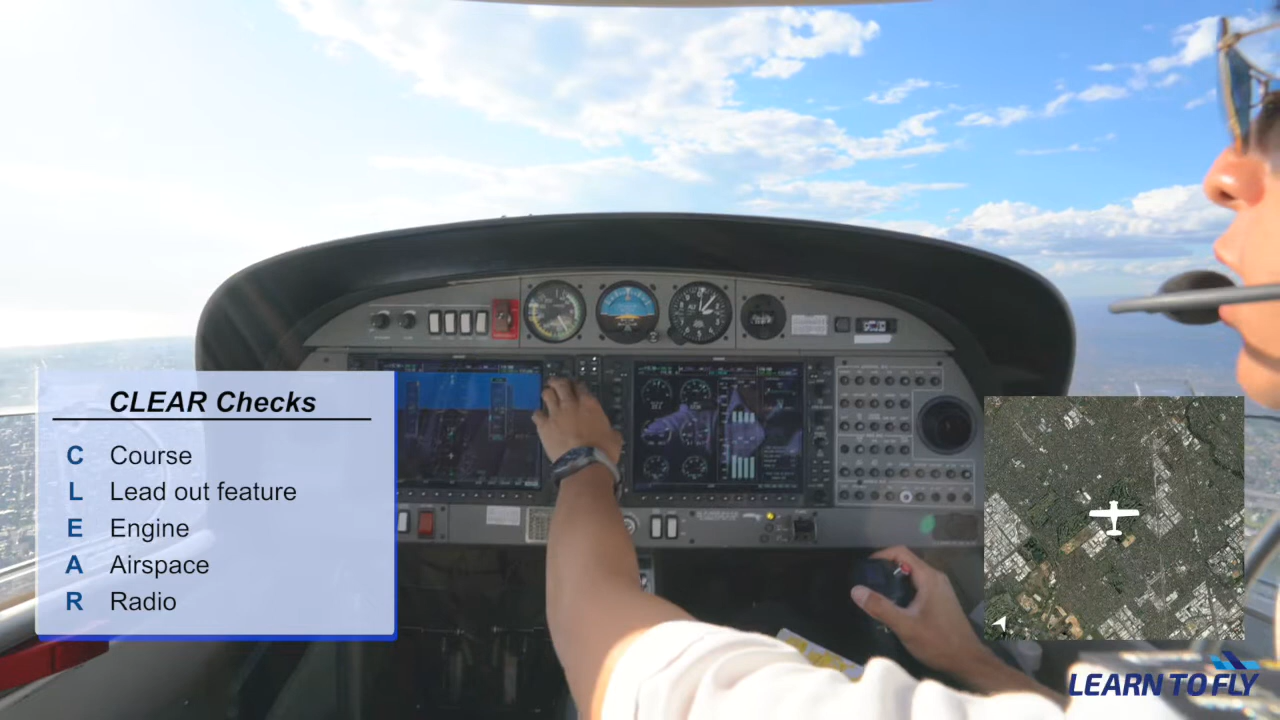 CLEAR Checks
C Course
L Lead out feature
E Engine
A Airspace
R Radio
LEARN TO FLY